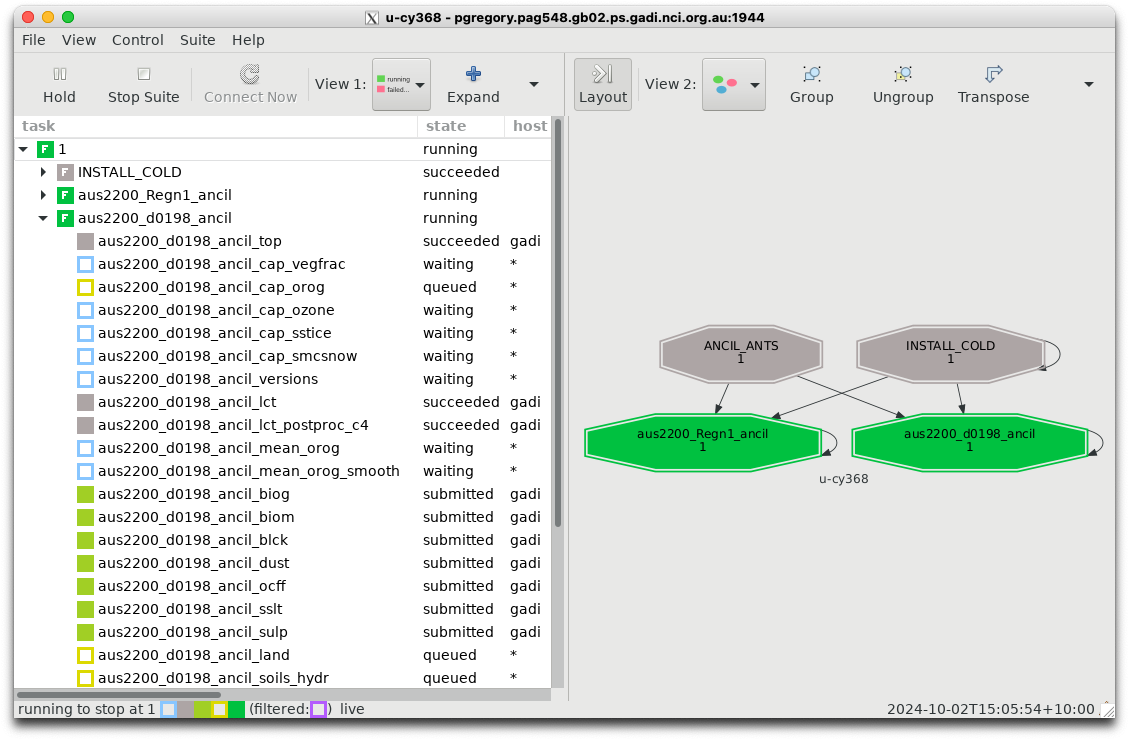 u-cy368 - pgregory.pag548.gb02.ps.gadi.nci.org.au:1944
File View Control Suite Help
Hold Stop Suite Connect Now View 1: running failed... Expand Layout View 2: Group Ungroup Transpose
task state host
F 1 running
F INSTALL_COLD succeeded
F aus2200_Regn1_ancil running
F aus2200_d0198_ancil running
aus2200_d0198_ancil_top succeeded gadi
aus2200_d0198_ancil_cap_vegfrac waiting *
aus2200_d0198_ancil_cap_orog queued *
aus2200_d0198_ancil_cap_ozone waiting *
aus2200_d0198_ancil_cap_sstice waiting *
aus2200_d0198_ancil_cap_smcsnow waiting *
aus2200_d0198_ancil_versions waiting *
aus2200_d0198_ancil_lct succeeded gadi
aus2200_d0198_ancil_lct_postproc_c4 succeeded gadi
aus2200_d0198_ancil_mean_orog waiting *
aus2200_d0198_ancil_mean_orog_smooth waiting *
aus2200_d0198_ancil_biog submitted gadi
aus2200_d0198_ancil_biom submitted gadi
aus2200_d0198_ancil_blck submitted gadi
aus2200_d0198_ancil_dust submitted gadi
aus2200_d0198_ancil_ocff submitted gadi
aus2200_d0198_ancil_sslt submitted gadi
aus2200_d0198_ancil_sulp submitted gadi
aus2200_d0198_ancil_land queued *
aus2200_d0198_ancil_soils_hydr queued *
ANCIL_ANTS
1
INSTALL_COLD
1
aus2200_Regn1_ancil
1
aus2200_d0198_ancil
1
u-cy368
running to stop at 1 (filtered: ) live 2024-10-02T15:05:54+10:00